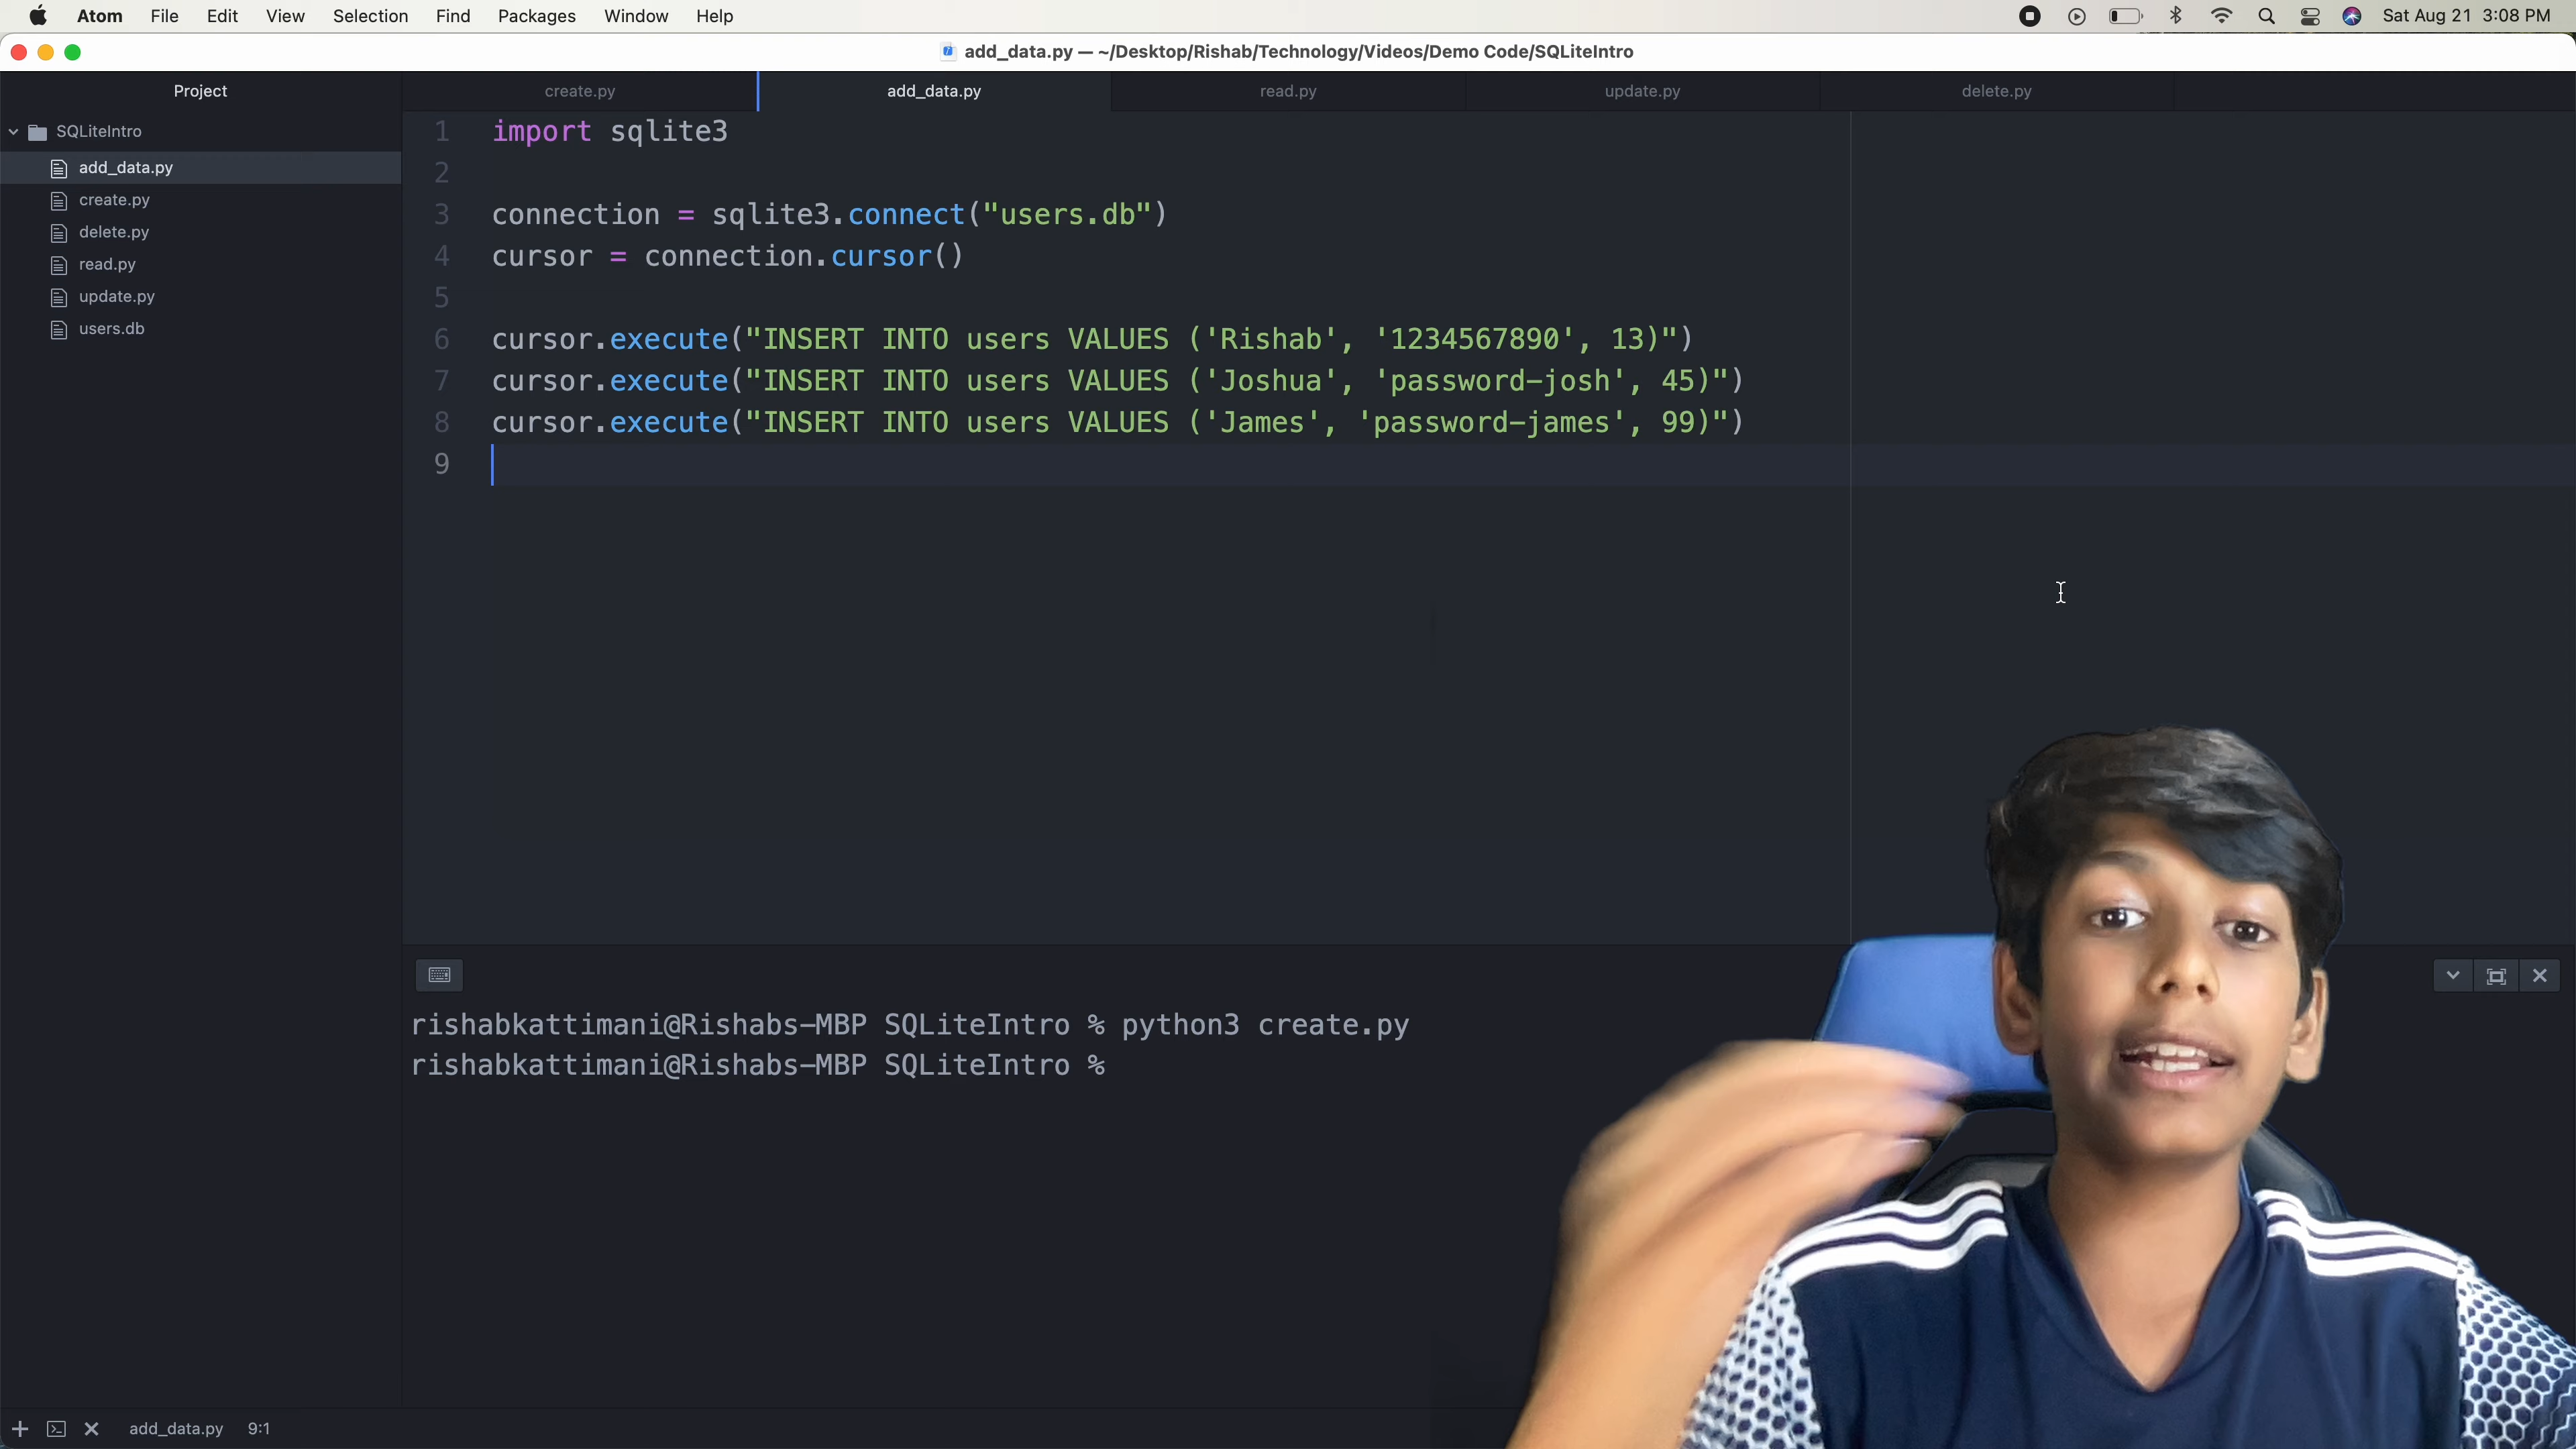 Atom File Edit View Selection Find Packages Window Help Sat Aug 21 3:08 PM
add_data.py — ~/Desktop/Rishab/Technology/Videos/Demo Code/SQLiteIntro
Project
create.py add_data.py read.py update.py delete.py
SQLiteIntro
add_data.py
create.py
delete.py
read.py
update.py
users.db
1 import sqlite3
2
3 connection = sqlite3.connect("users.db")
4 cursor = connection.cursor()
5
6 cursor.execute("INSERT INTO users VALUES ('Rishab', '1234567890', 13)")
7 cursor.execute("INSERT INTO users VALUES ('Joshua', 'password-josh', 45)")
8 cursor.execute("INSERT INTO users VALUES ('James', 'password-james', 99)")
9
rishabkattimani@Rishabs-MBP SQLiteIntro % python3 create.py
rishabkattimani@Rishabs-MBP SQLiteIntro %
add_data.py 9:1